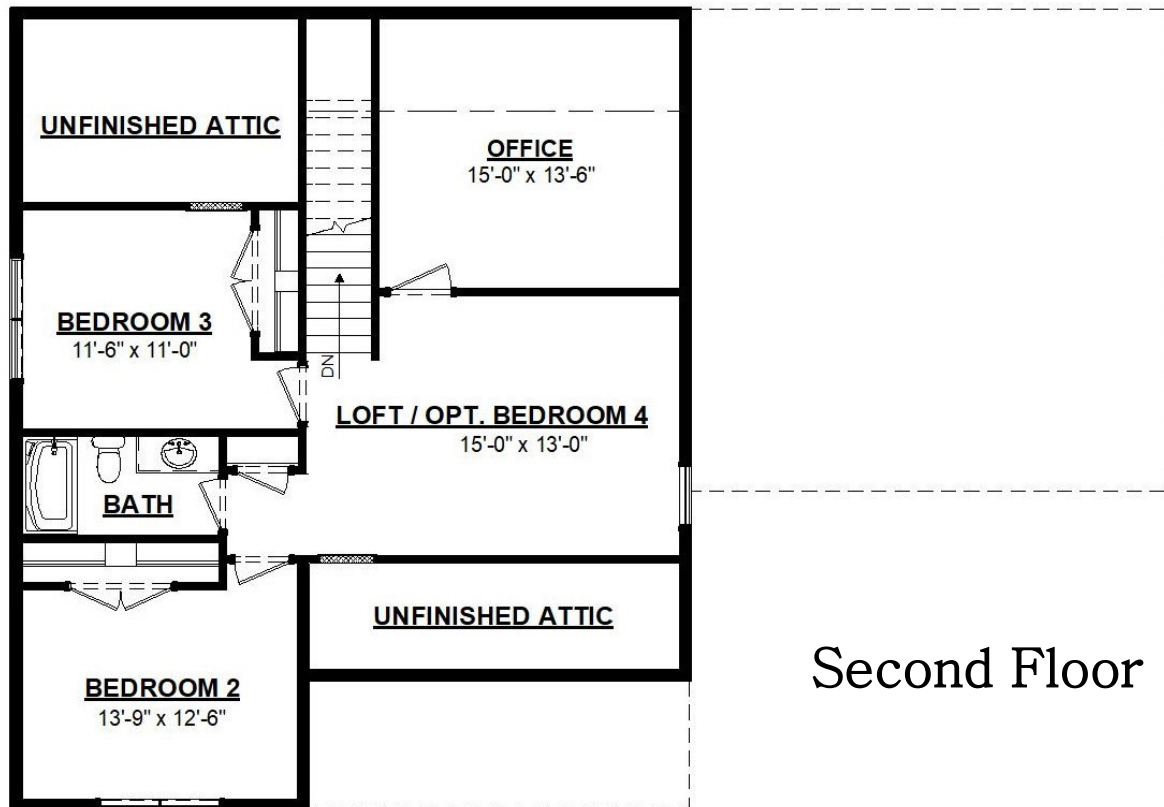 UNFINISHED ATTIC
OFFICE
15'-0" x 13'-6"
BEDROOM 3
11'-6" x 11'-0"
DN
LOFT / OPT. BEDROOM 4
15'-0" x 13'-0"
BATH
UNFINISHED ATTIC
Second Floor
BEDROOM 2
13'-9" x 12'-6"